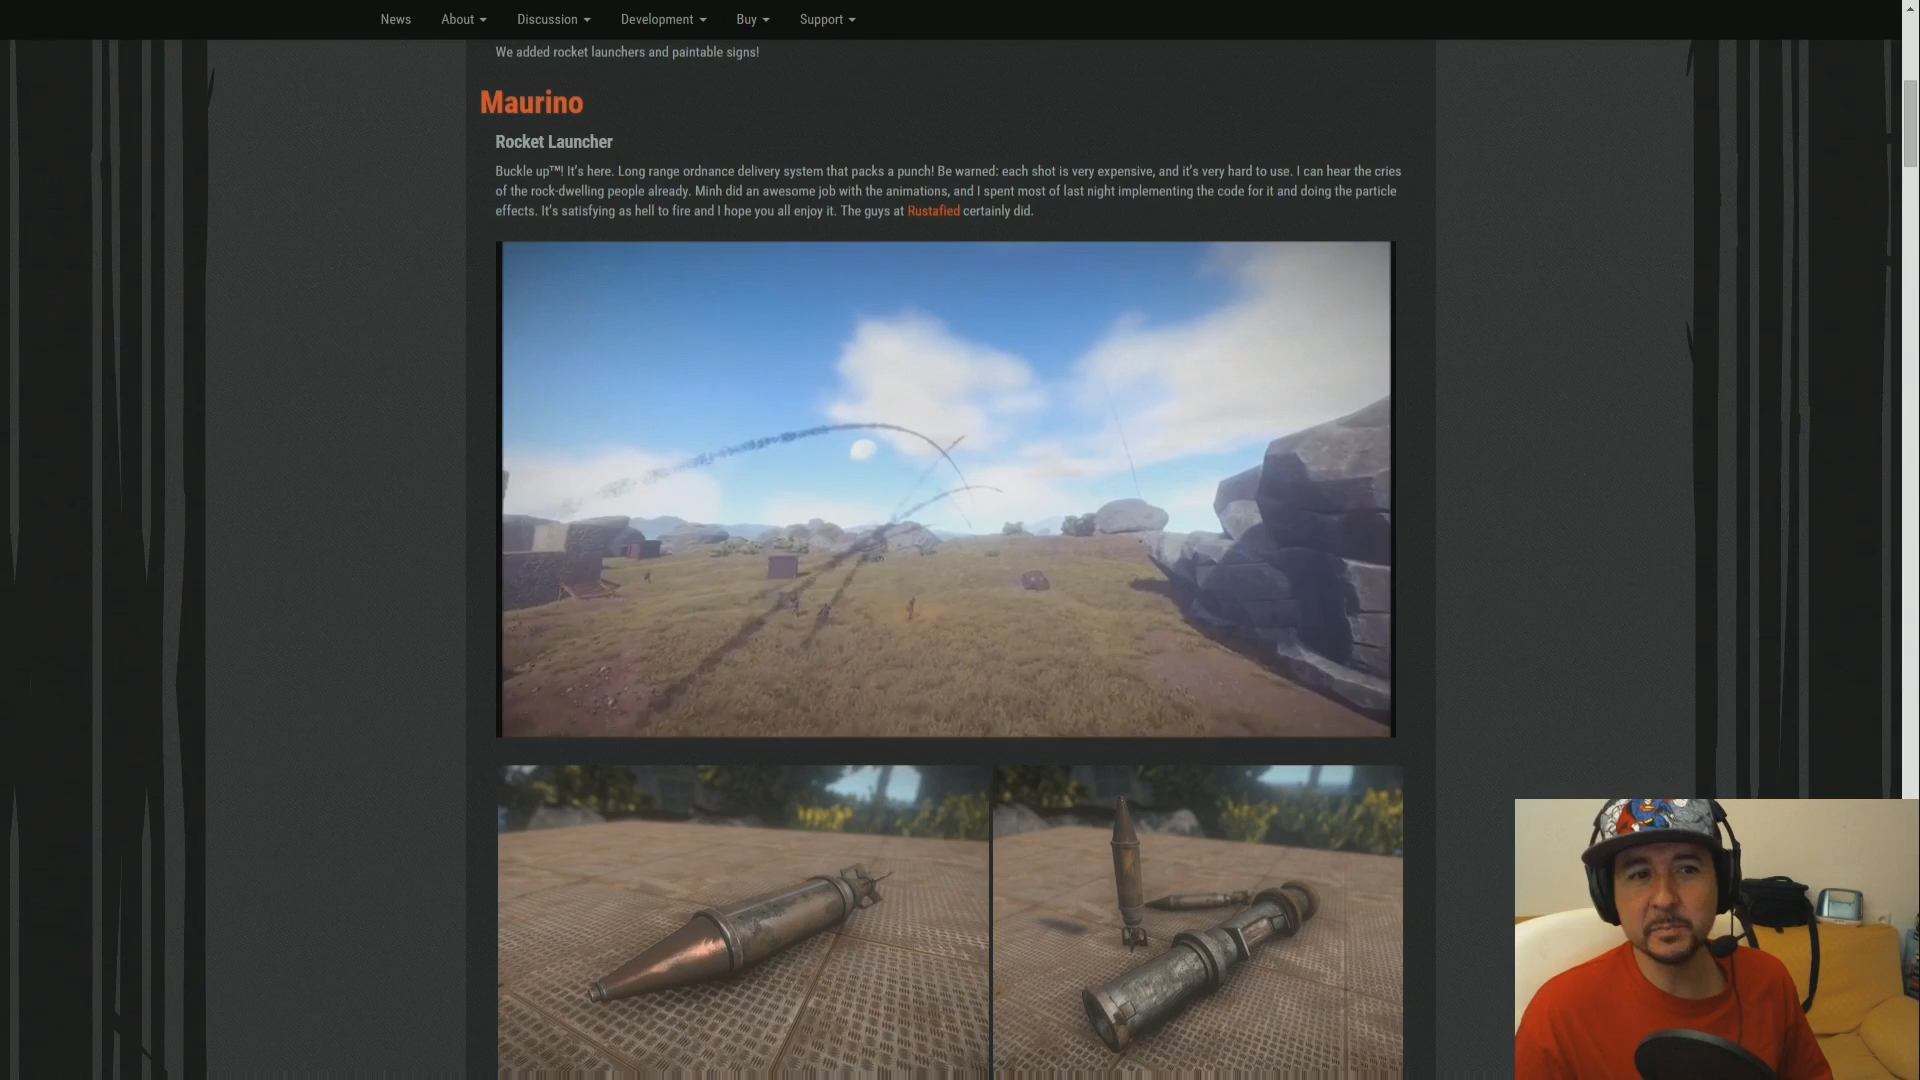 News About Discussion Development Buy Support
We added rocket launchers and paintable signs!
Maurino
Rocket Launcher
Buckle up™! It's here. Long range ordnance delivery system that packs a punch! Be warned: each shot is very expensive, and it's very hard to use. I can hear the cries
of the rock-dwelling people already. Minh did an awesome job with the animations, and I spent most of last night implementing the code for it and doing the particle
effects. It's satisfying as hell to fire and I hope you all enjoy it. The guys at Rustafied certainly did.